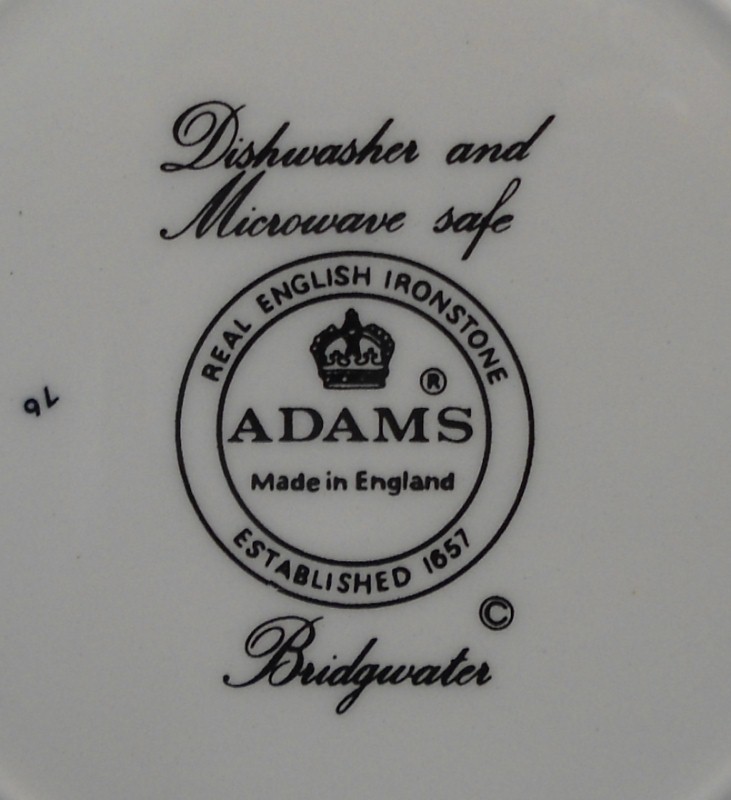 Dishwasher and
Microwave safe
REAL ENGLISH IRONSTONE
®
ADAMS
Made in England
ESTABLISHED 1657
©
Bridgwater